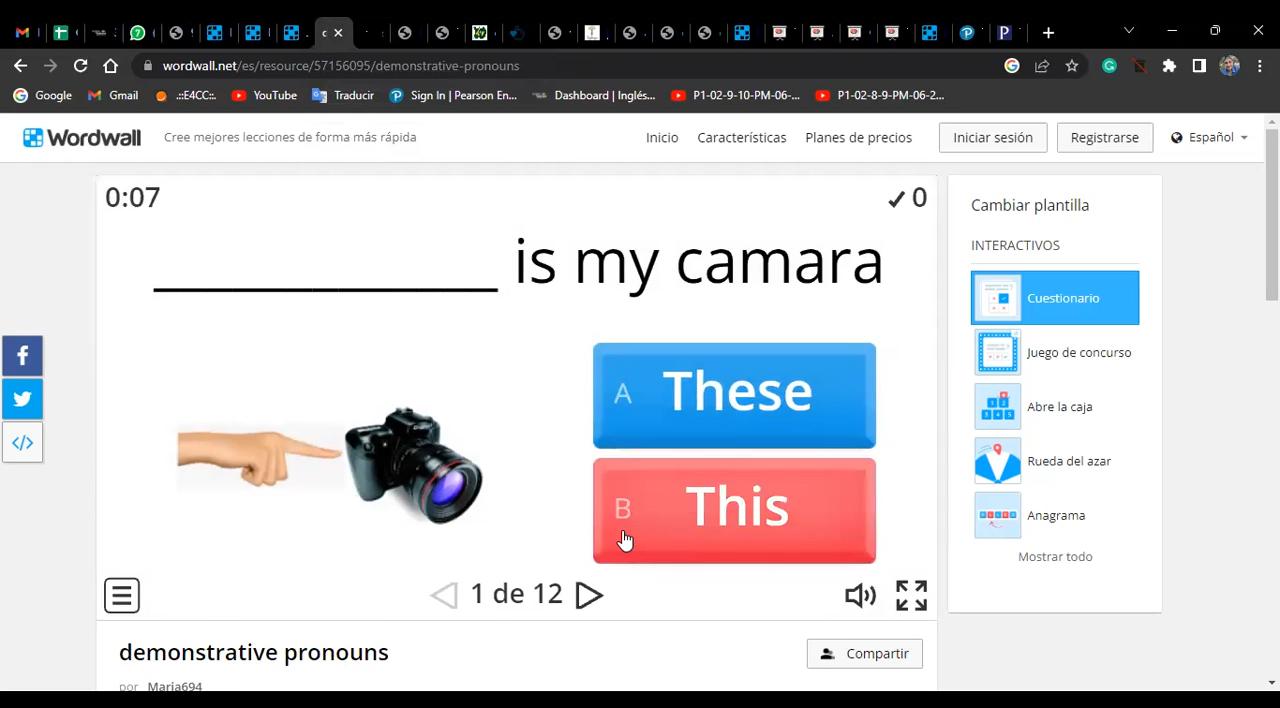 wordwall.net/es/resource/57156095/demonstrative-pronouns
Google
Gmail
.::E4CC::.
YouTube
Traducir
Sign In | Pearson En...
Dashboard | Inglés,...
P1-02-9-10-PM-06-...
P1-02-8-9-PM-06-2...
Wordwall
Cree mejores lecciones de forma más rápida
Inicio
Características
Planes de precios
Iniciar sesión
Registrarse
Español
0:07
0
is my camara
A These
B This
1 de 12
Cambiar plantilla
INTERACTIVOS
Cuestionario
Juego de concurso
Abre la caja
Rueda del azar
Anagrama
Mostrar todo
demonstrative pronouns
Compartir
por Maria694